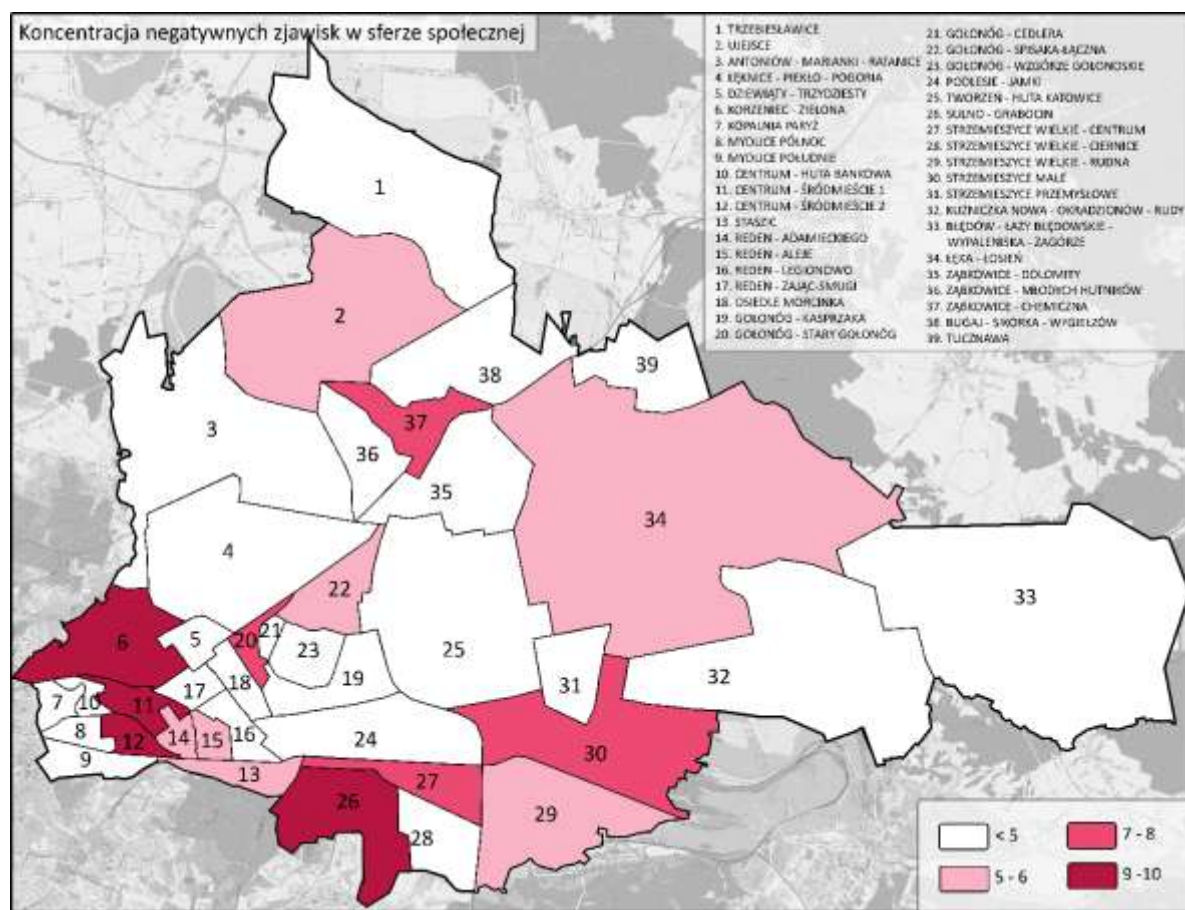 Koncentracja negatywnych zjawisk w sferze społecznej
1. TRZEBIESŁAWICE
2. UJEJSCE
3. ANTONIÓW - MARIANKI - RATANICE
4. ŁĘKNICE - PIEKŁO - POGORIA
5. DZIEWIĄTY - TRZYDZIESTY
6. KORZENIEC - ZIELONA
7. KOPALNIA PARYŻ
8. MYDLICE PÓŁNOC
9. MYDLICE POŁUDNIE
10. CENTRUM - HUTA BANKOWA
11. CENTRUM - ŚRÓDMIEŚCIE 1
12. CENTRUM - ŚRÓDMIEŚCIE 2
13. STASZIC
14. REDEN - ADAMIECKIEGO
15. REDEN - ALEJE
16. REDEN - LEGIONOWO
17. REDEN - ZAJĄC-SMUGI
18. OSIEDLE MORCINKA
19. GOŁONÓG - KASPRZAKA
20. GOŁONÓG - STARY GOŁONÓG
21. GOŁONÓG - CEDLERA
22. GOŁONÓG - SPISAKA-ŁĄCZNA
23. GOŁONÓG - WZGÓRZE GOŁONOSKIE
24. PODLESIE - JAMKI
25. TWORZEŃ - HUTA KATOWICE
26. SULNO - GRABOCIN
27. STRZEMIESZYCE WIELKIE - CENTRUM
28. STRZEMIESZYCE WIELKIE - CIERNICE
29. STRZEMIESZYCE WIELKIE - RUDNA
30. STRZEMIESZYCE MAŁE
31. STRZEMIESZYCE PRZEMYSŁOWE
32. KUŹNICZKA NOWA - OKRADZIONÓW - RUDY
33. BŁĘDÓW - ŁAZY BŁĘDOWSKIE -
WYPALENISKA - ZAGÓRZE
34. ŁĘKA - ŁOSIEŃ
35. ZĄBKOWICE - DOLOMITY
36. ZĄBKOWICE - MŁODYCH HUTNIKÓW
37. ZĄBKOWICE - CHEMICZNA
38. BUGAJ - SIKORKA - WYGIEŁZÓW
39. TUCZNAWA
1
2
38
39
3
37
36
35
34
4
22
33
6
5
20
21
23
25
31
32
18
19
17
7
10
11
8
12
14
15
16
24
9
13
30
27
26
29
28
< 5
7 - 8
5 - 6
9 - 10